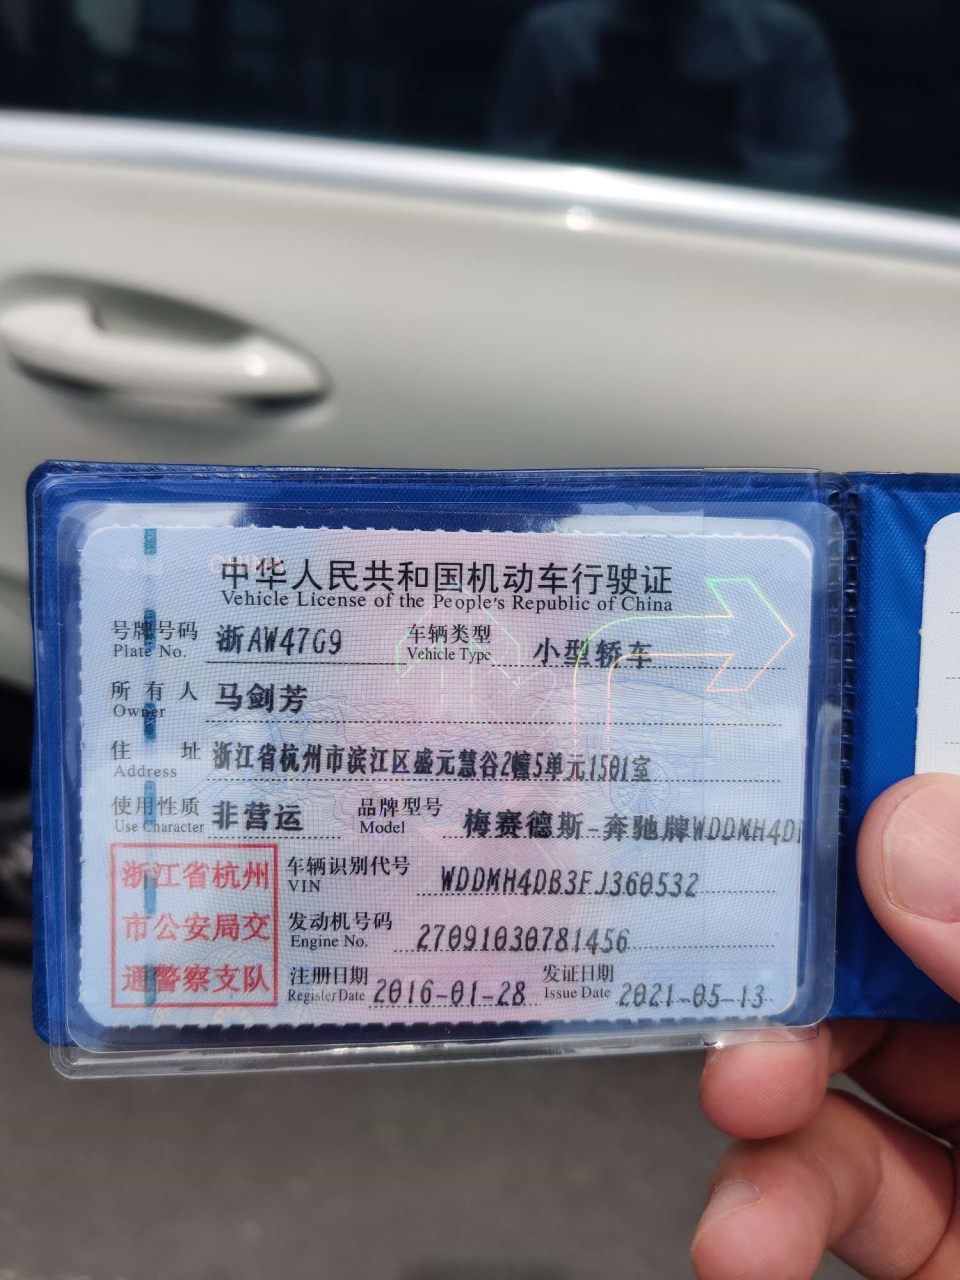 中华人民共和国机动车行驶证
Vehicle License of the People's Republic of China
号牌号码 浙AW47G9 车辆类型 小型轿车
Plate No. Vehicle Type
所有人 马剑芳
Owner
住址 浙江省杭州市滨江区盛元慧谷2幢5单元1501室
Address
使用性质 非营运 品牌型号 梅赛德斯-奔驰牌WDDMH4D
Use Character Model
浙江省杭州
市公安局交
通警察支队
车辆识别代号 WDDMH4DB3FJ360532
VIN
发动机号码 27091030781456
Engine No.
注册日期 2016-01-28 发证日期 2021-05-13
Register Date Issue Date